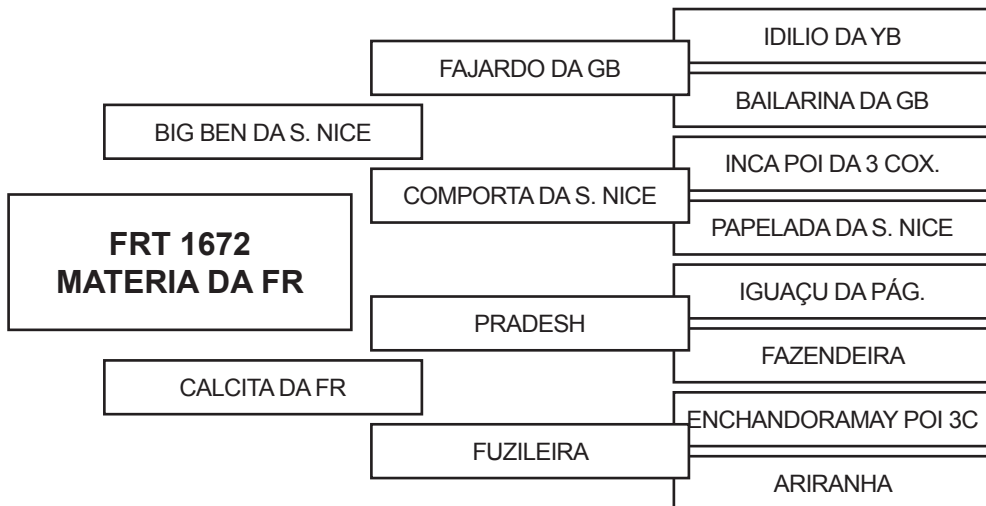 IDILIO DA YB
FAJARDO DA GB
BAILARINA DA GB
BIG BEN DA S. NICE
INCA POI DA 3 COX.
COMPORTA DA S. NICE
PAPELADA DA S. NICE
FRT 1672
MATERIA DA FR
IGUAÇU DA PÁG.
PRADESH
FAZENDEIRA
CALCITA DA FR
ENCHANDORAMAY POI 3C
FUZILEIRA
ARIRANHA